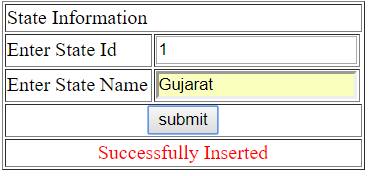 State Information
Enter State Id 1
Enter State Name Gujarat
submit
Successfully Inserted